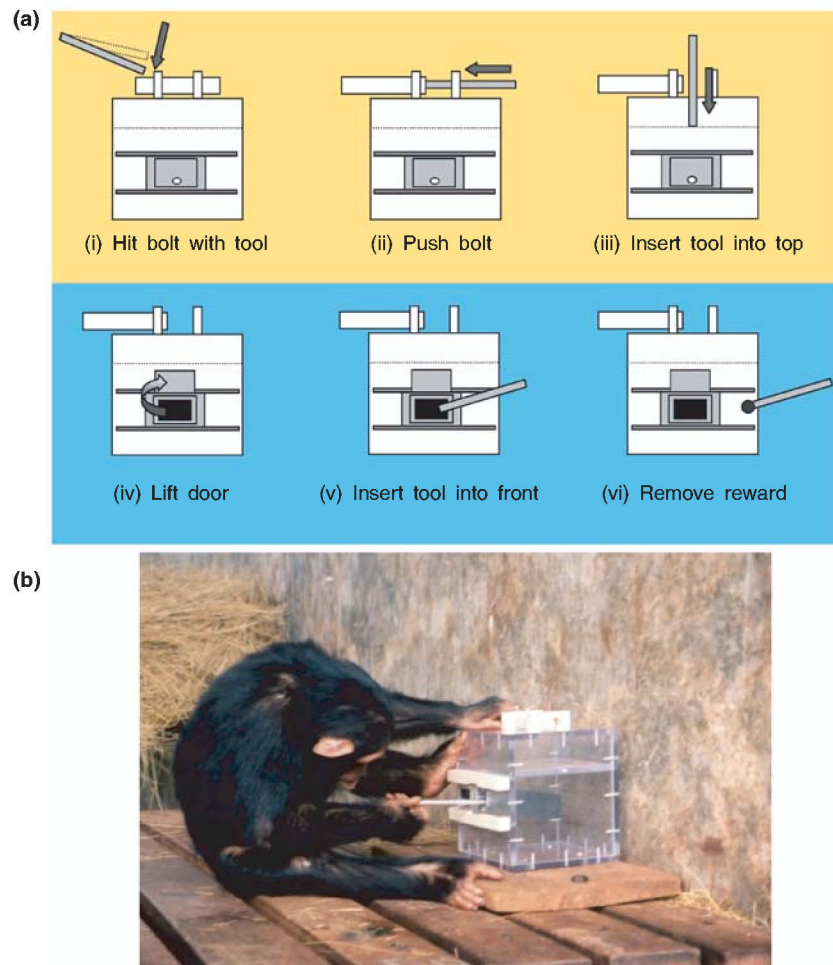 (a)
(i) Hit bolt with tool
(ii) Push bolt
(iii) Insert tool into top
(iv) Lift door
(v) Insert tool into front
(vi) Remove reward
(b)